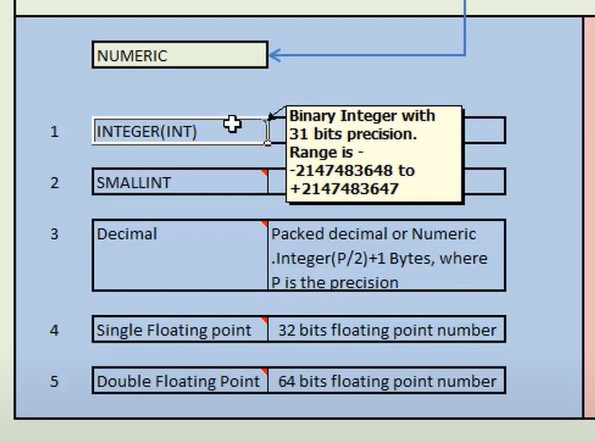 NUMERIC
1 INTEGER(INT)
Binary Integer with
31 bits precision.
Range is -
-2147483648 to
+2147483647
2 SMALLINT
3 Decimal Packed decimal or Numeric
.Integer(P/2)+1 Bytes, where
P is the precision
4 Single Floating point 32 bits floating point number
5 Double Floating Point 64 bits floating point number